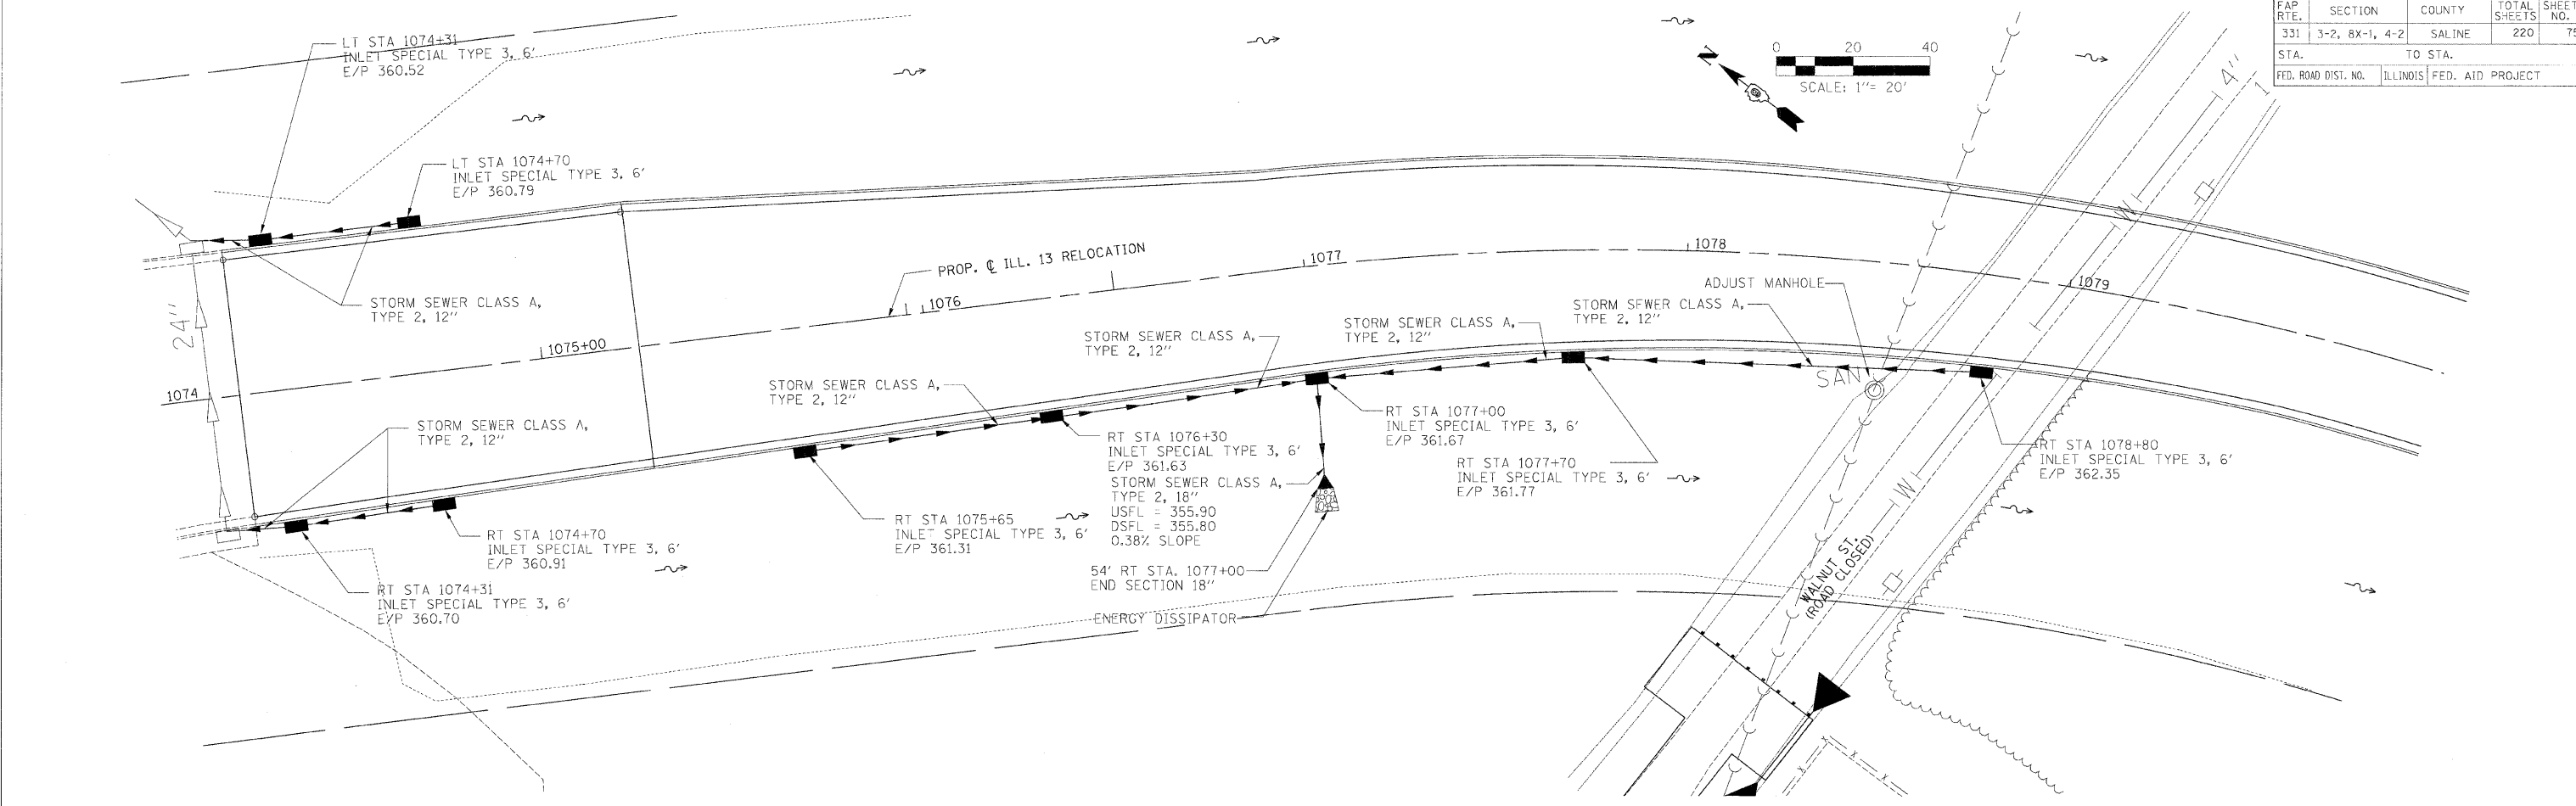 FAP RTE. SECTION COUNTY TOTAL SHEETS SHEET NO.
331 3-2, 8X-1, 4-2 SALINE 220 75
STA. TO STA.
FED. ROAD DIST. NO. ILLINOIS FED. AID PROJECT
0 20 40
SCALE: 1"= 20'
N
LT STA 1074+31
INLET SPECIAL TYPE 3, 6'
E/P 360.52
LT STA 1074+70
INLET SPECIAL TYPE 3, 6'
E/P 360.79
4"
W
STORM SEWER CLASS A,
TYPE 2, 12"
24"
PROP. ℄ ILL. 13 RELOCATION
1074
1075+00
1076
1077
1078
1079
ADJUST MANHOLE
STORM SEWER CLASS A,
TYPE 2, 12"
STORM SEWER CLASS A,
TYPE 2, 12"
STORM SEWER CLASS A,
TYPE 2, 12"
STORM SEWER CLASS A,
TYPE 2, 12"
STORM SEWER CLASS A,
TYPE 2, 12"
SAN
RT STA 1077+00
INLET SPECIAL TYPE 3, 6'
E/P 361.67
RT STA 1076+30
INLET SPECIAL TYPE 3, 6'
E/P 361.63
STORM SEWER CLASS A,
TYPE 2, 18"
USFL = 355.90
DSFL = 355.80
0.38% SLOPE
RT STA 1077+70
INLET SPECIAL TYPE 3, 6'
E/P 361.77
RT STA 1078+80
INLET SPECIAL TYPE 3, 6'
E/P 362.35
W
RT STA 1075+65
INLET SPECIAL TYPE 3, 6'
E/P 361.31
RT STA 1074+70
INLET SPECIAL TYPE 3, 6'
E/P 360.91
54' RT STA. 1077+00
END SECTION 18"
WALNUT ST.
(ROAD CLOSED)
RT STA 1074+31
INLET SPECIAL TYPE 3, 6'
E/P 360.70
ENERGY DISSIPATOR